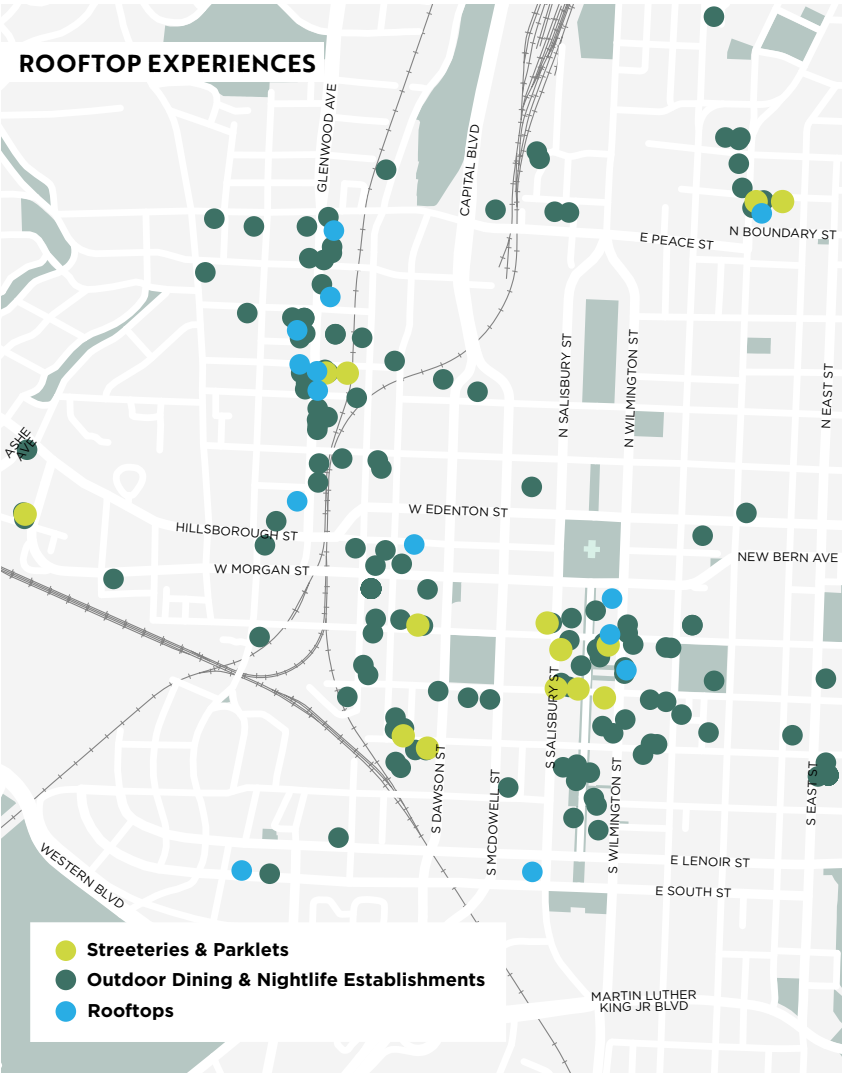 ROOFTOP EXPERIENCES
GLENWOOD AVE
CAPITAL BLVD
N BOUNDARY ST
E PEACE ST
N SALISBURY ST
N WILMINGTON ST
N EAST ST
ASHE
AVE
W EDENTON ST
HILLSBOROUGH ST
NEW BERN AVE
W MORGAN ST
S SALISBURY ST
S DAWSON ST
S MCDOWELL ST
S WILMINGTON ST
S EAST ST
E LENOIR ST
E SOUTH ST
WESTERN BLVD
Streeteries & Parklets
Outdoor Dining & Nightlife Establishments
Rooftops
MARTIN LUTHER
KING JR BLVD